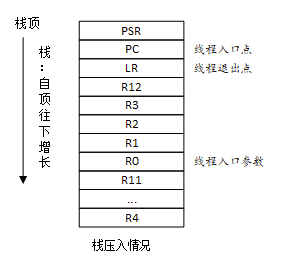 栈顶
栈：自顶往下增长
PSR
PC 线程入口点
LR 线程退出点
R12
R3
R2
R1
R0 线程入口参数
R11
...
R4
栈压入情况